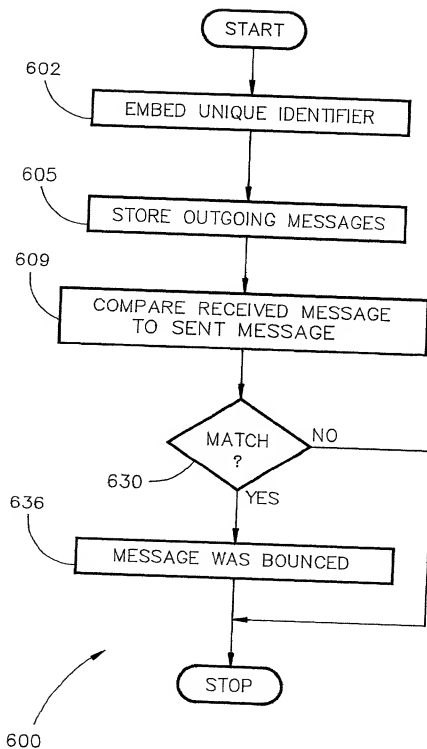 START
602
EMBED UNIQUE IDENTIFIER
605
STORE OUTGOING MESSAGES
609
COMPARE RECEIVED MESSAGE
TO SENT MESSAGE
MATCH
?
NO
630
YES
636
MESSAGE WAS BOUNCED
STOP
600